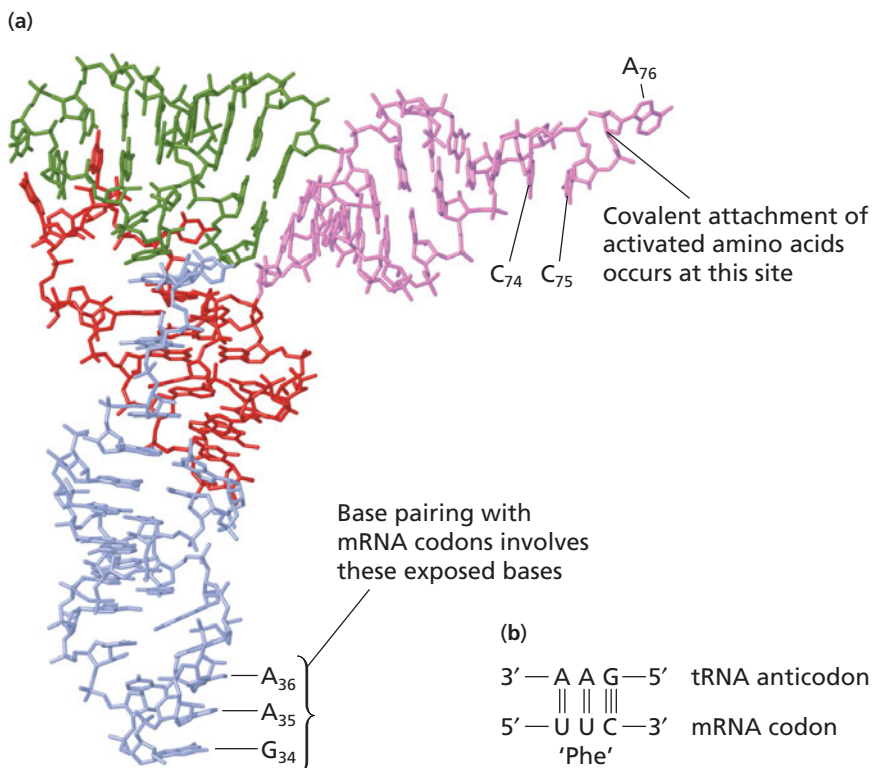 (a)
A₇₆
Covalent attachment of
activated amino acids
occurs at this site
C₇₄ C₇₅
Base pairing with
mRNA codons involves
these exposed bases
A₃₆
A₃₅
G₃₄
(b)
3′ — A A G — 5′ tRNA anticodon
5′ — U U C — 3′ mRNA codon
'Phe'